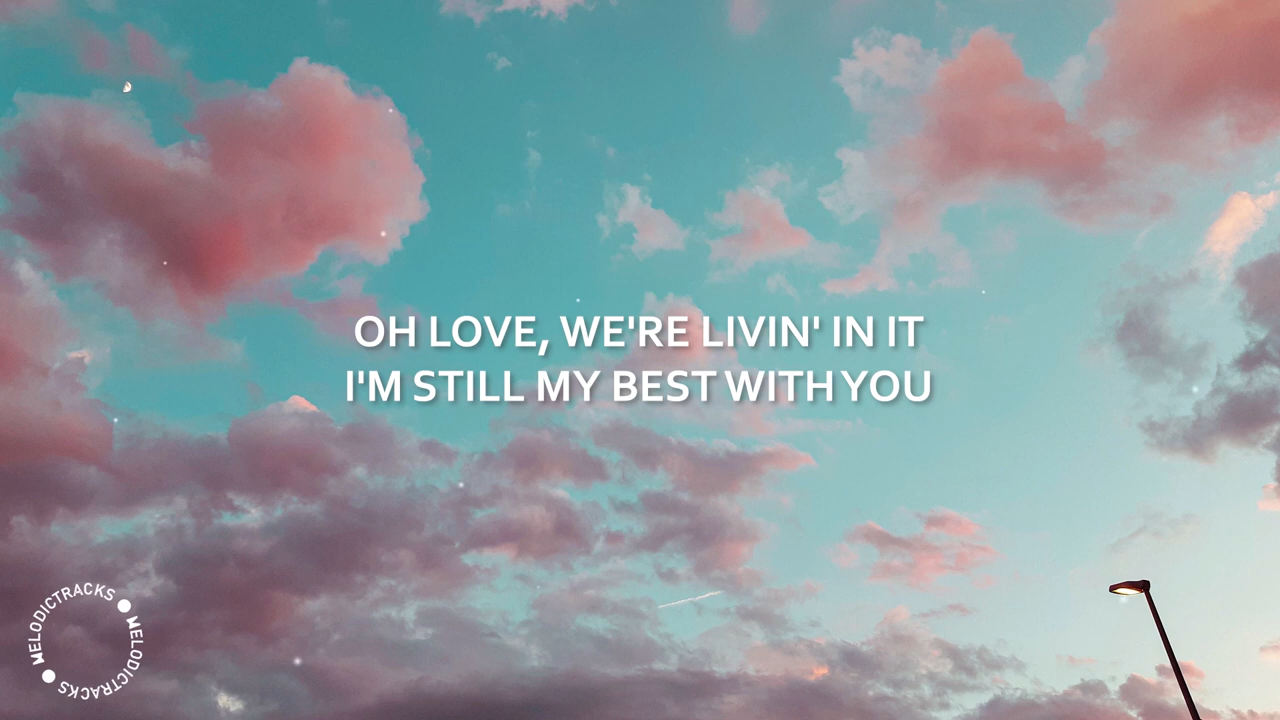 OH LOVE, WE'RE LIVIN' IN IT
I'M STILL MY BEST WITH YOU
MELODICTRACKS
MELODICTRACKS